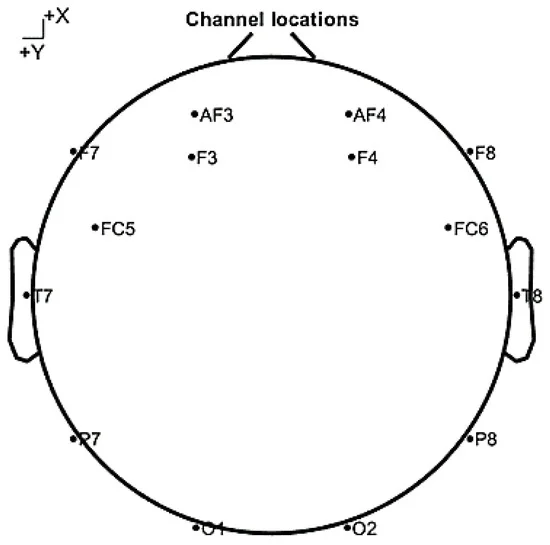 +X
Channel locations
+Y
AF3
AF4
F7
F3
F4
F8
FC5
FC6
T7
T8
P7
P8
O1
O2